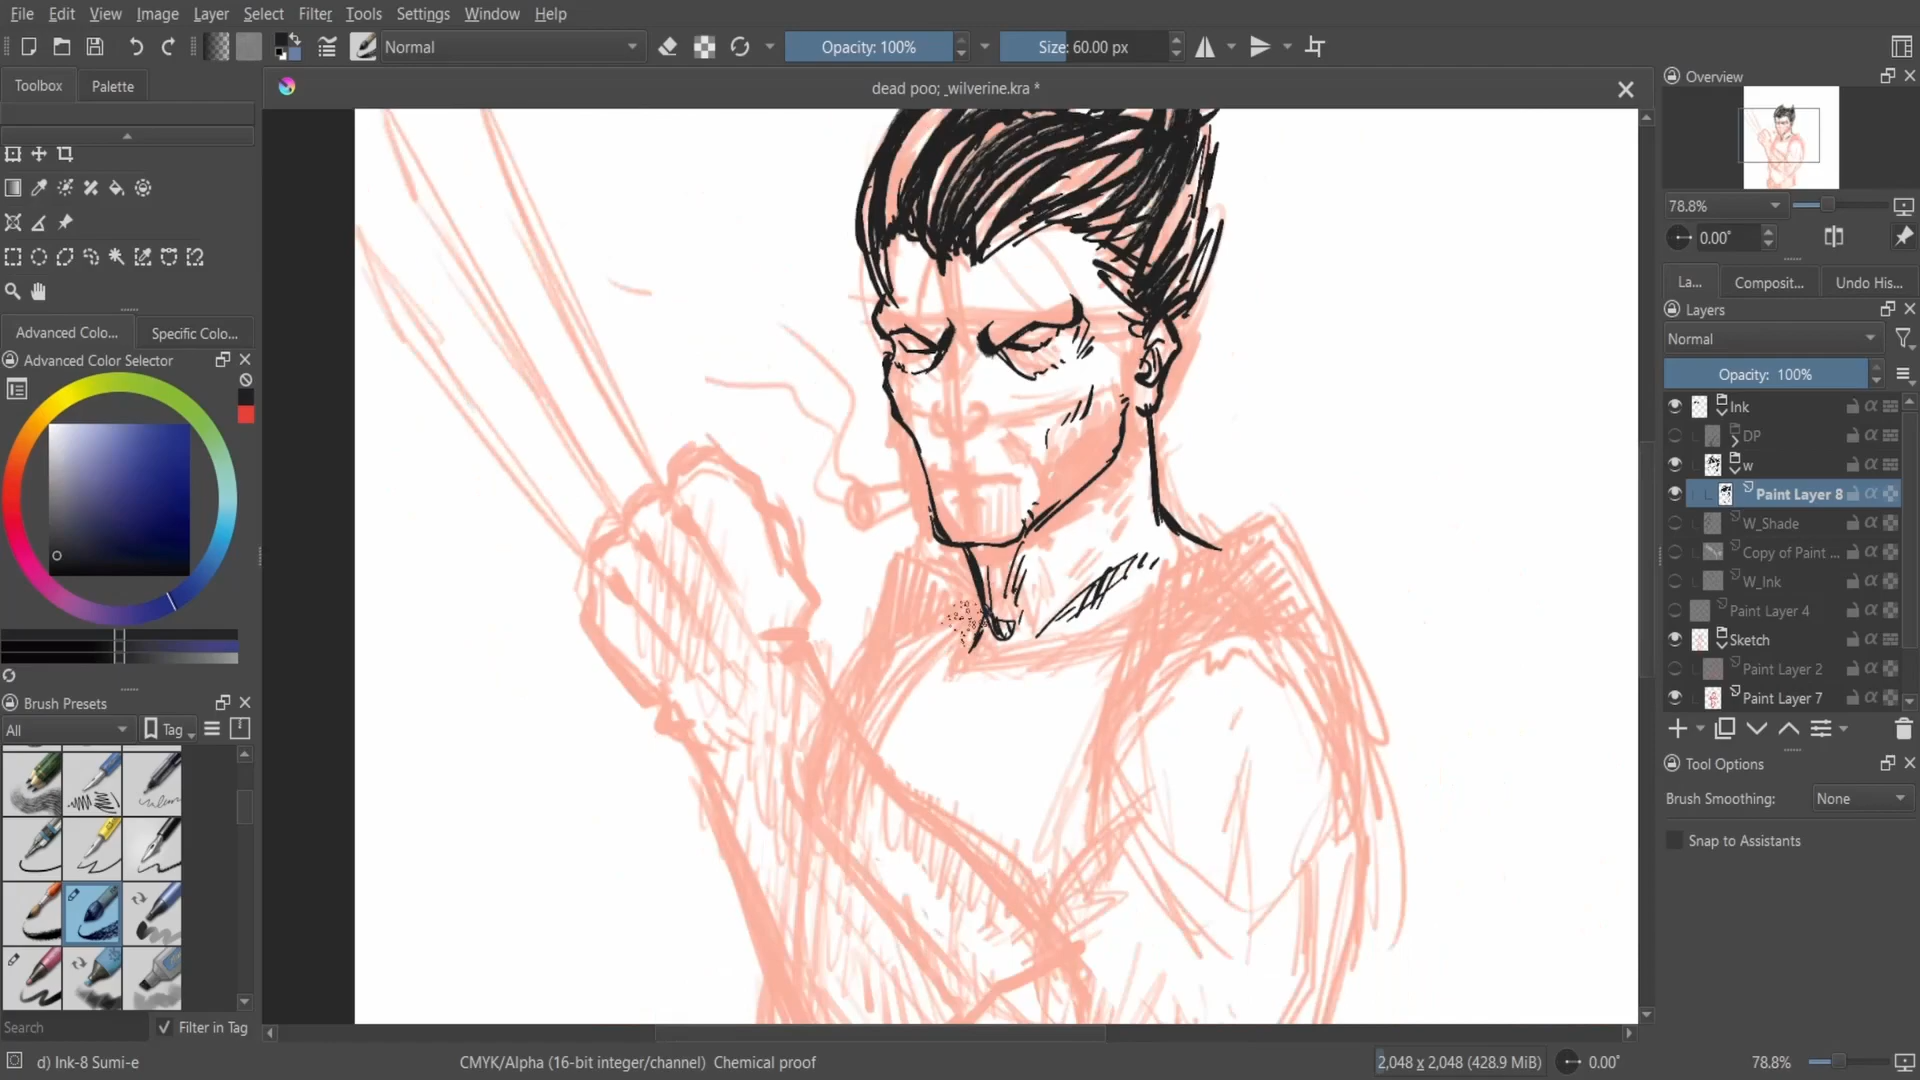 File Edit View Image Layer Select Filter Tools Settings Window Help
Normal Opacity: 100% Size: 60.00 px
Toolbox Palette
dead poo; _wilverine.kra *
Overview
78.8%
0.00°
La... Composit... Undo His...
Layers
Normal
Opacity: 100%
Ink
DP
w
Paint Layer 8
W_Shade
Copy of Paint ...
W_Ink
Paint Layer 4
Sketch
Paint Layer 2
Paint Layer 7
Tool Options
Brush Smoothing: None
Snap to Assistants
Advanced Colo... Specific Colo...
Advanced Color Selector
Brush Presets
All Tag
Search Filter in Tag
d) Ink-8 Sumi-e CMYK/Alpha (16-bit integer/channel) Chemical proof 2,048 x 2,048 (428.9 MiB) 0.00° 78.8%